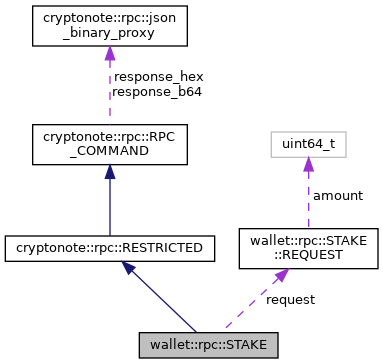 cryptonote::rpc::json
_binary_proxy
response_hex
response_b64
cryptonote::rpc::RPC
_COMMAND
uint64_t
amount
cryptonote::rpc::RESTRICTED
wallet::rpc::STAKE
::REQUEST
request
wallet::rpc::STAKE